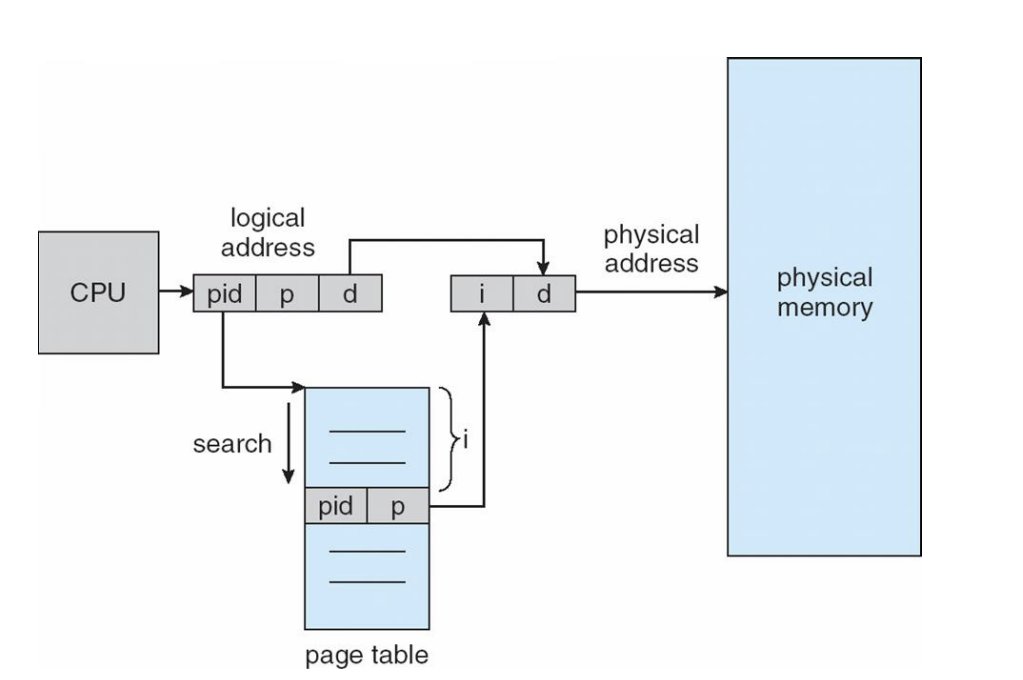 logical
address
physical
address
CPU
pid p d
i d
physical
memory
search
i
pid p
page table